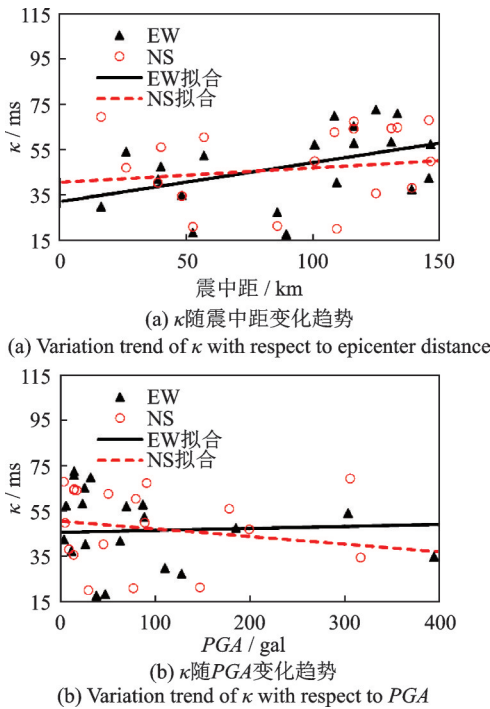 115
95
75
55
35
15
κ / ms
EW
NS
EW拟合
NS拟合
0
50
100
150
震中距 / km
(a) κ随震中距变化趋势
(a) Variation trend of κ with respect to epicenter distance
115
95
75
55
35
15
κ / ms
EW
NS
EW拟合
NS拟合
0
100
200
300
400
PGA / gal
(b) κ随PGA变化趋势
(b) Variation trend of κ with respect to PGA